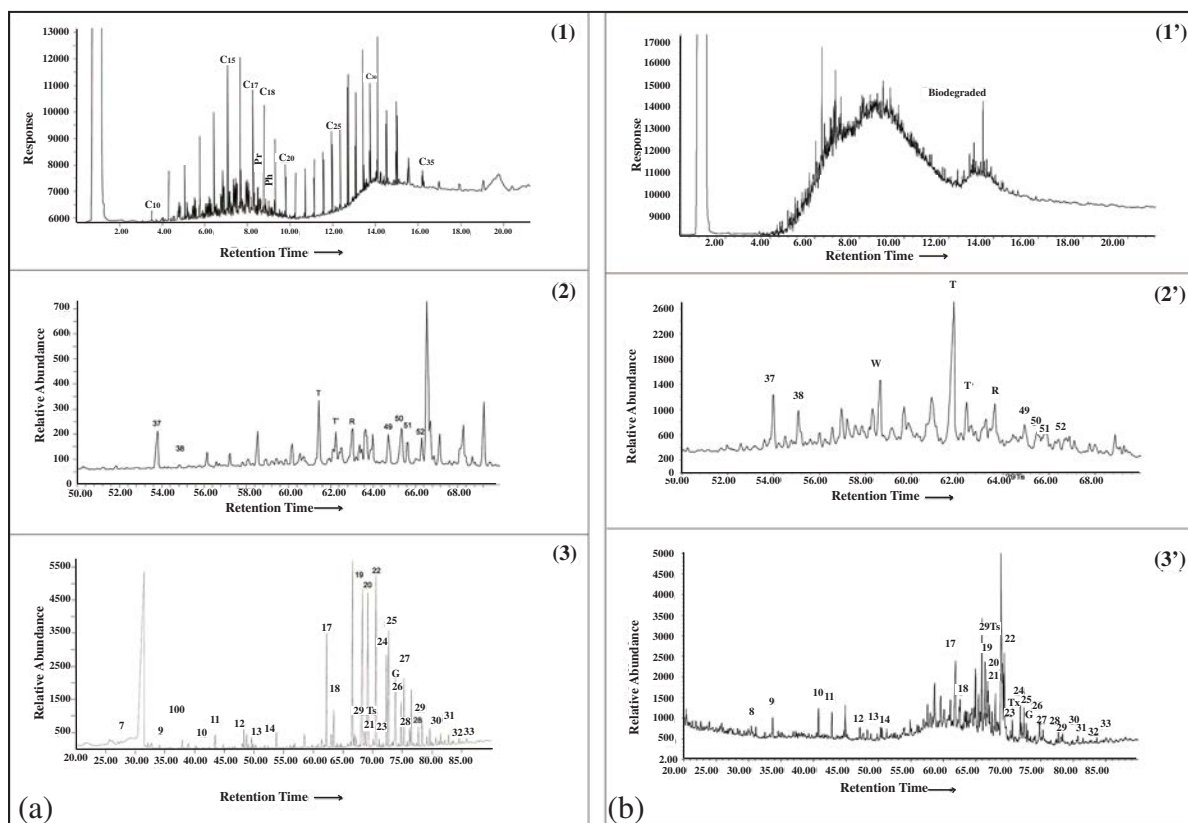 (1)
13000
12000
11000
10000
9000
8000
7000
6000
Response
C10
C15
C17
C18
Pr
Ph
C20
C25
C30
C35
2.00 4.00 6.00 8.00 10.00 12.00 14.00 16.00 20.00
Retention Time
(2)
700
600
500
400
300
200
100
0
Relative Abundance
37
38
T
T'
R
49
50
51
52
50.00 52.00 54.00 56.00 58.00 60.00 62.00 64.00 66.00 68.00
Retention Time
(3)
5500
4500
3500
2500
1500
500
Relative Abundance
7
9
100
10
11
12
13
14
17
18
19
20
22
24
25
27
G
26
29 Ts
21
23
28
29
28
30
31
32 33
20.00 25.00 30.00 35.00 40.00 45.00 50.00 55.00 60.00 65.00 70.00 75.00 80.00 85.00 90.00
Retention Time
(a)
(1')
17000
16000
14000
13000
12000
11000
10000
9000
Response
Biodegraded
2.00 4.00 6.00 8.00 10.00 12.00 14.00 16.00 20.00
Retention Time
(2')
2600
2200
1800
1400
1000
600
200
0
Relative Abundance
37
38
W
T
T'
R
49
50
51
52
50.00 52.00 54.00 56.00 58.00 60.00 62.00 64.00 66.00 68.00
Retention Time
(3')
5000
4500
4000
3500
3000
2500
2000
1500
1000
500
2.00
Relative Abundance
8
9
10
11
12
13
14
17
18
29Ts
19
20
21
22
23
Tx
24
25
G
26
27
28
29
30
31
32
33
20.00 25.00 30.00 35.00 40.00 45.00 50.00 55.00 60.00 65.00 70.00 75.00 80.00 85.00
Retention Time
(b)